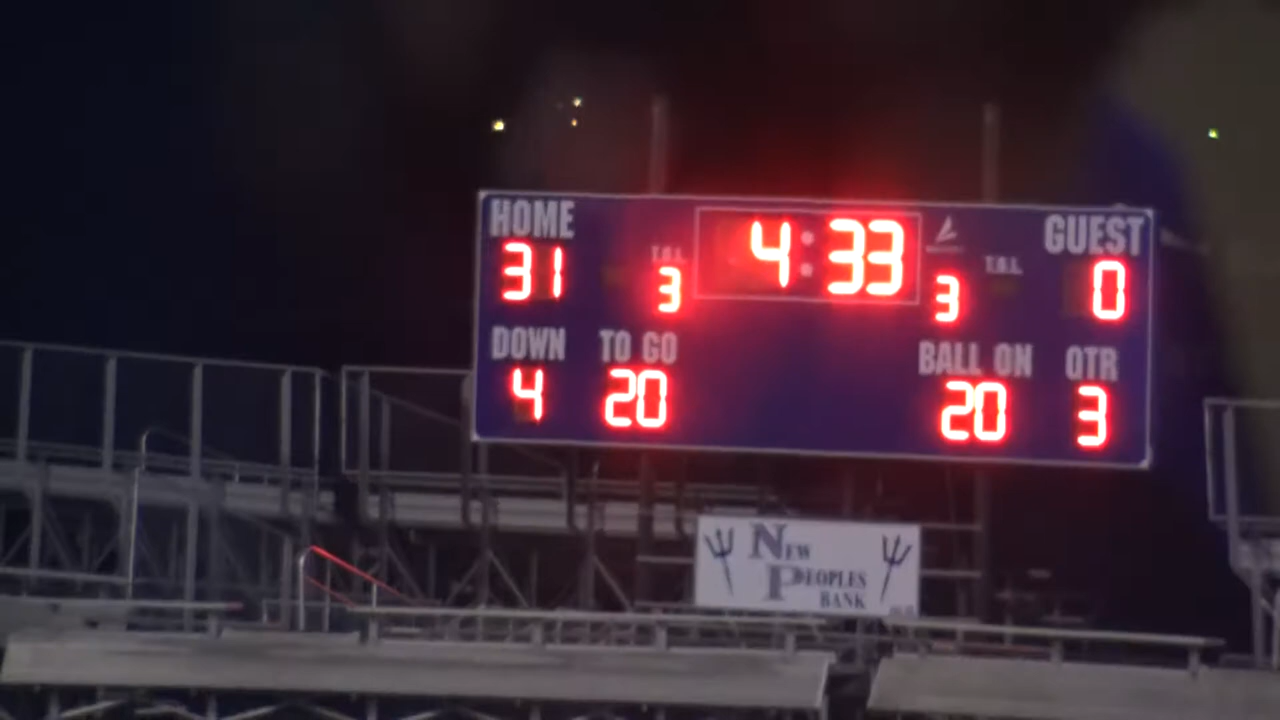 HOME
31
T.O.L.
3
4:33
3
T.O.L.
GUEST
0
DOWN
4
TO GO
20
BALL ON
20
QTR
3
NEW
PEOPLES
BANK